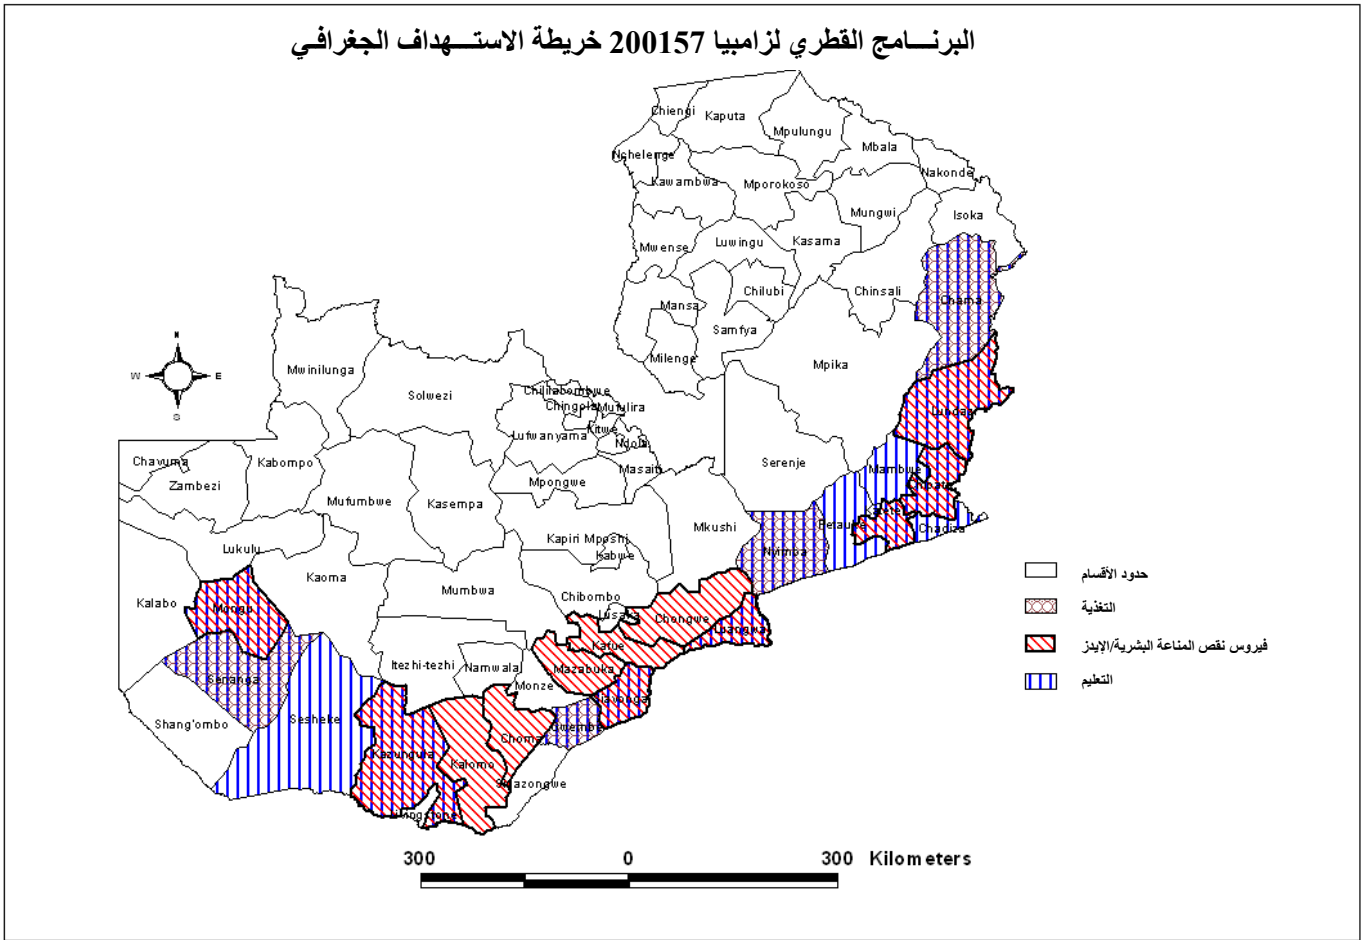 البرنـــامج القطري لزامبيا 200157 خريطة الاستـــهداف الجغرافـي
Chiengi
Kaputa
Mpulungu
Mbala
Nchelenge
Nakonde
Kawambwa
Mporokoso
Mungwi
Isoka
Mwense
Luwingu
Kasama
Chilubi
Chinsali
Chama
Mansa
Samfya
Milenge
Mpika
N
W
E
S
Mwinilunga
Solwezi
Chililabombwe
Chingola
Mufulira
Kitwe
Lufwanyama
Ndola
Masaiti
Serenje
Mambwe
Chavuma
Zambezi
Kabompo
Mufumbwe
Kasempa
Mpongwe
Mkushi
Nyimba
Petauke
Chadiza
Kapiri Mposhi
Kabwe
Lukulu
Kaoma
Mumbwa
Chibombo
Kalabo
Mongu
Lusaka
Chongwe
Luangwa
Kafue
Mazabuka
Itezhi-tezhi
Namwala
Monze
Senanga
Shang'ombo
Sesheke
Gwembe
Choma
Kazungula
Kalomo
حدود الأقسام
التغذية
فيروس نقص المناعة البشرية/الإيدز
التعليم
300 0 300 Kilometers